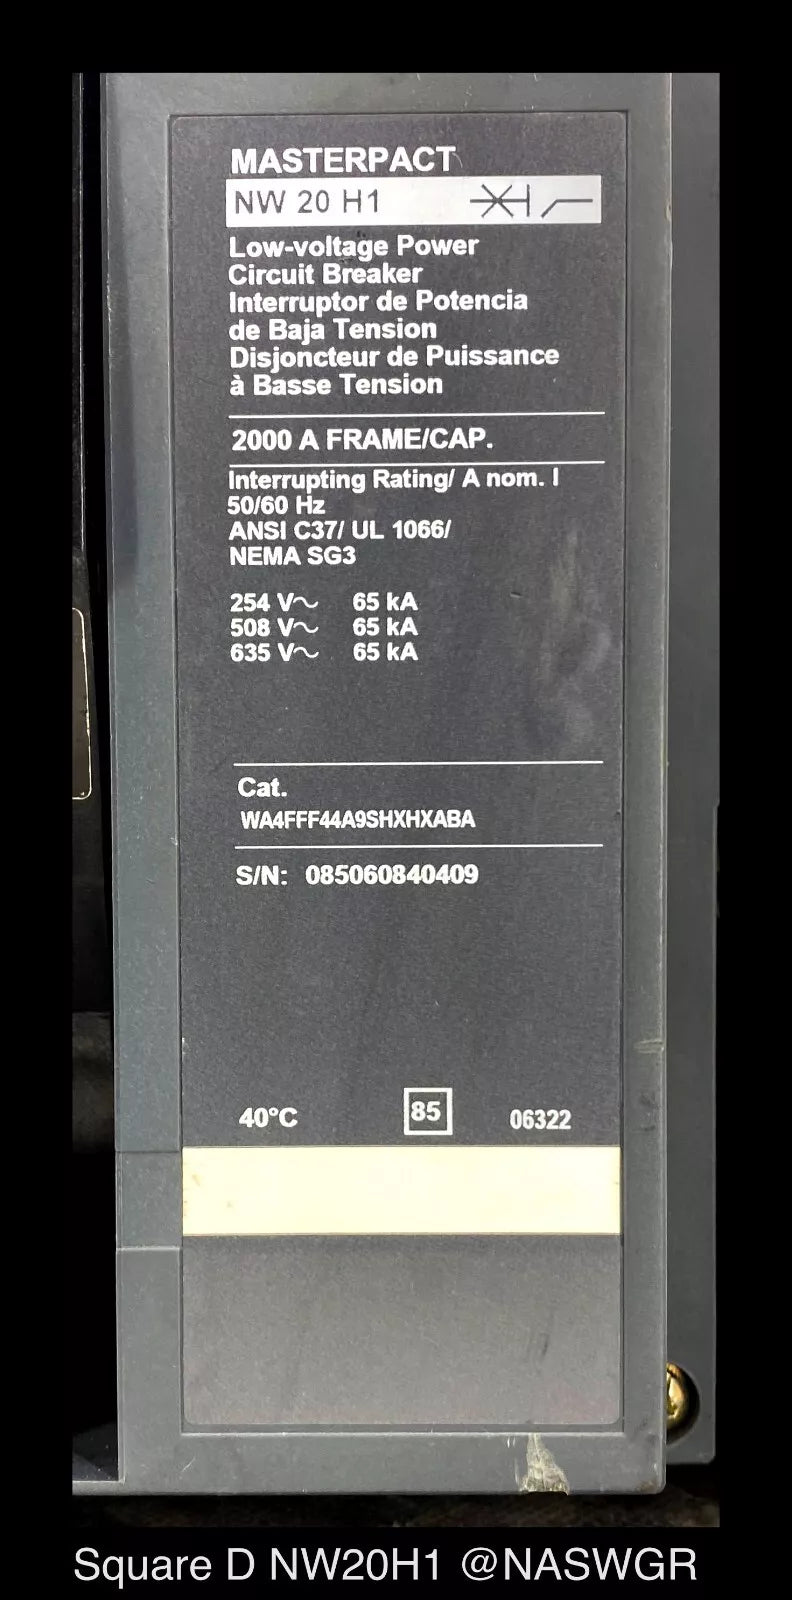 MASTERPACT
NW 20 H1
Low-voltage Power
Circuit Breaker
Interruptor de Potencia
de Baja Tension
Disjoncteur de Puissance
à Basse Tension
2000 A FRAME/CAP.
Interrupting Rating/ A nom. I
50/60 Hz
ANSI C37/ UL 1066/
NEMA SG3
254 V~ 65 kA
508 V~ 65 kA
635 V~ 65 kA
Cat.
WA4FFF44A9SHXHXABA
S/N: 085060840409
40°C 85 06322
Square D NW20H1 @NASWGR